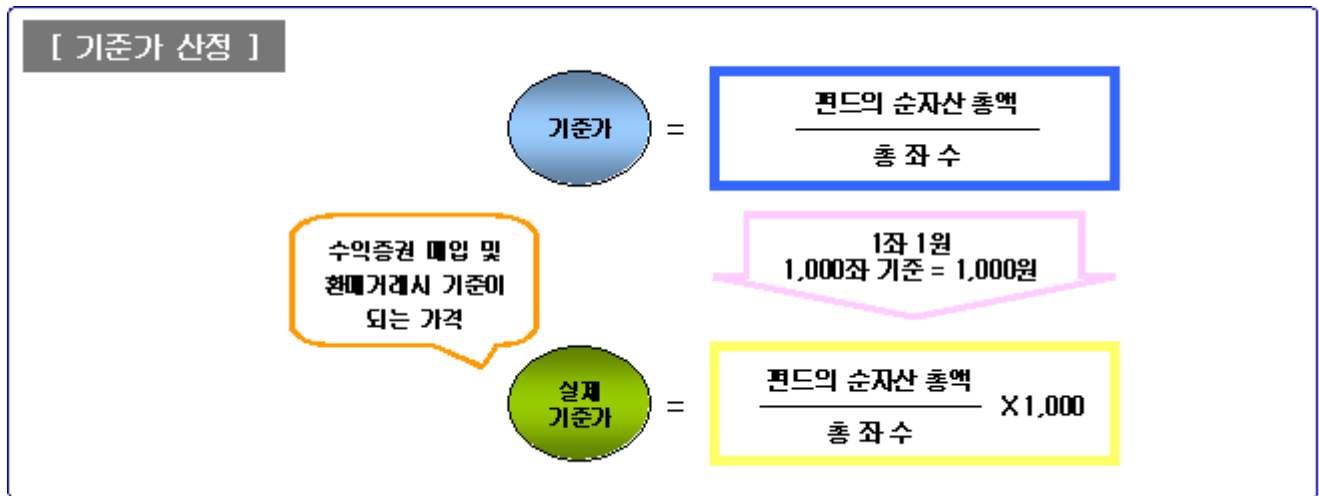 [ 기준가 산정 ]
기준가
=
펀드의 순자산 총액
총 좌 수
수익증권 매입 및
환매거래시 기준이
되는 가격
1좌 1원
1,000좌 기준 = 1,000원
실제
기준가
=
펀드의 순자산 총액
총 좌 수
X 1,000